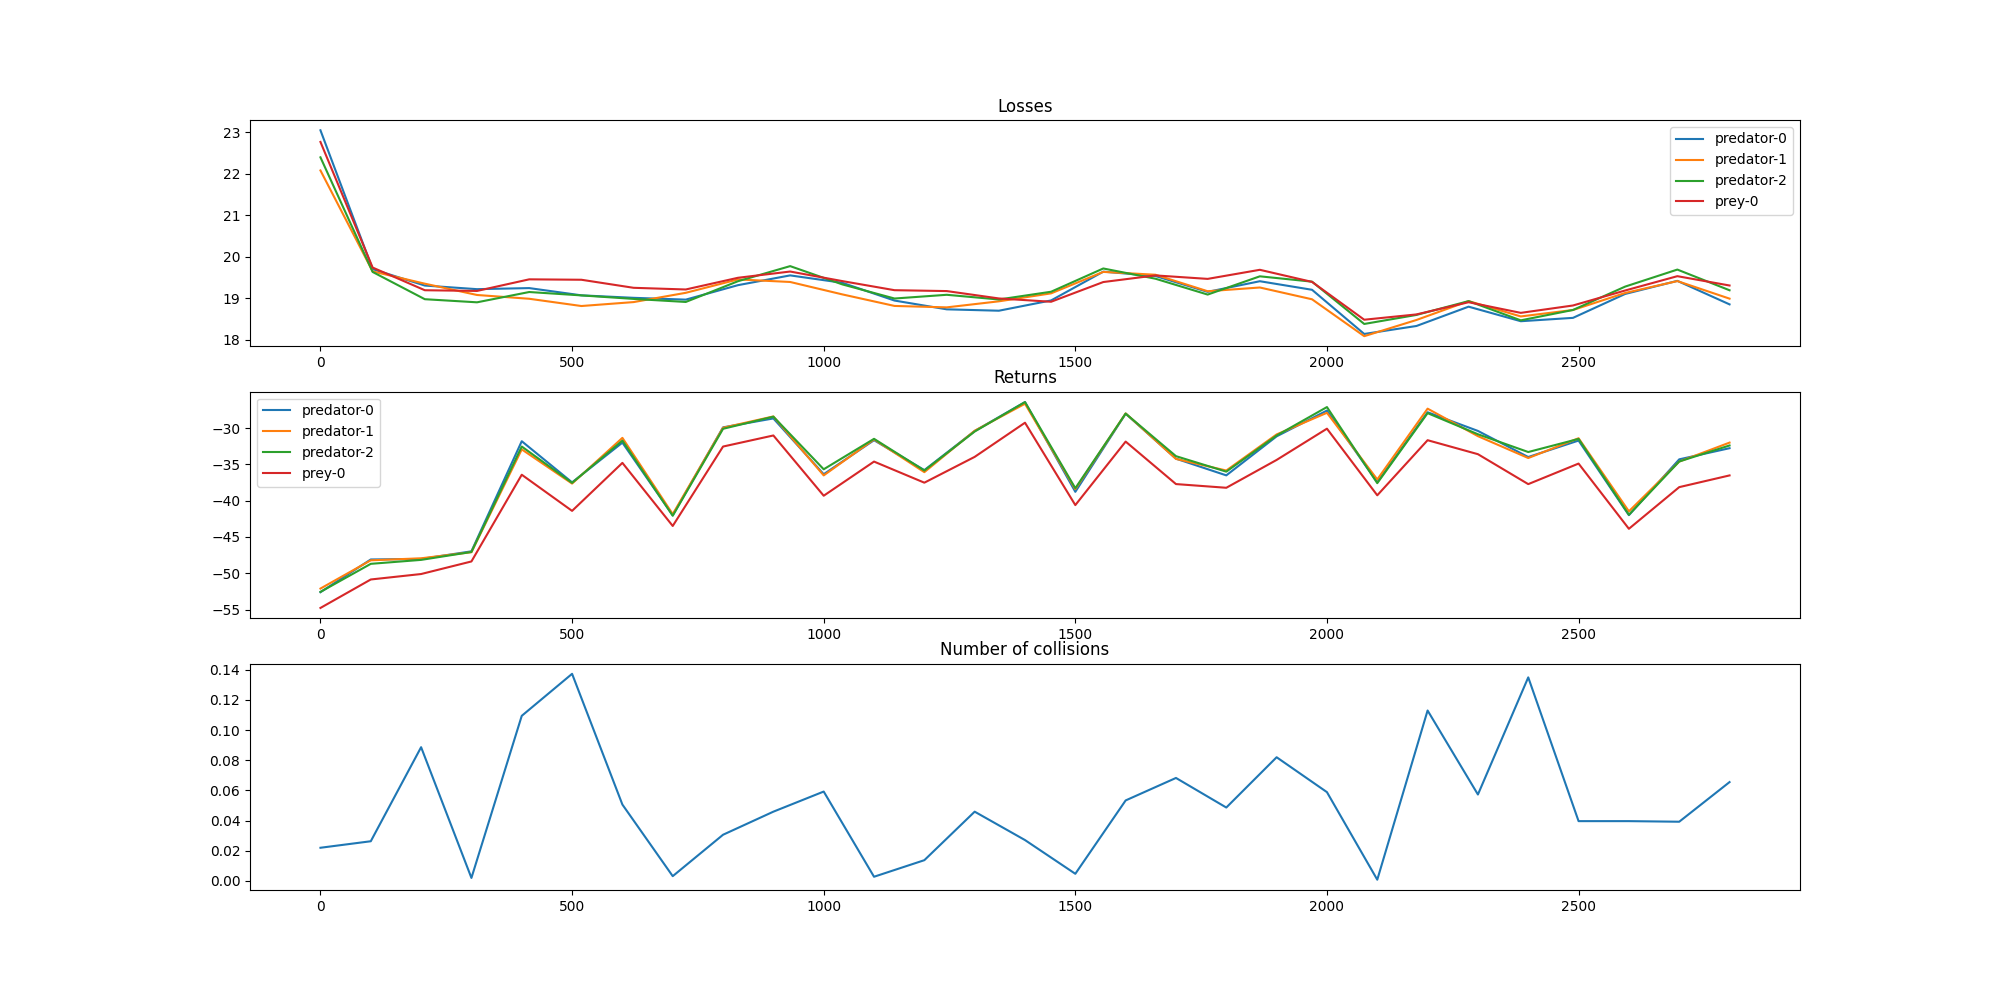 Losses
23
22
21
20
19
18
predator-0
predator-1
predator-2
prey-0
0 500 1000 1500 2000 2500
Returns
−30
−35
−40
−45
−50
−55
predator-0
predator-1
predator-2
prey-0
0 500 1000 1500 2000 2500
Number of collisions
0.14
0.12
0.10
0.08
0.06
0.04
0.02
0.00
0 500 1000 1500 2000 2500